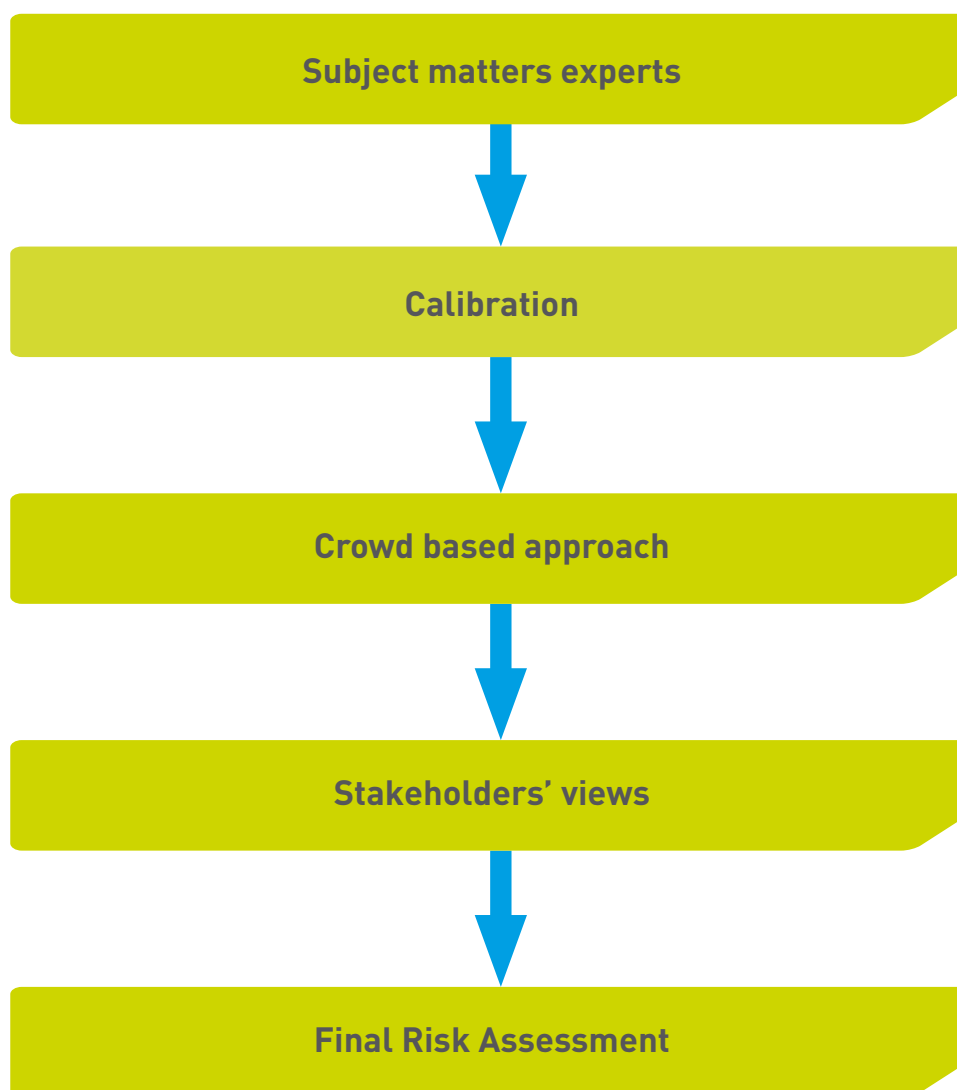 Subject matters experts
Calibration
Crowd based approach
Stakeholders’ views
Final Risk Assessment